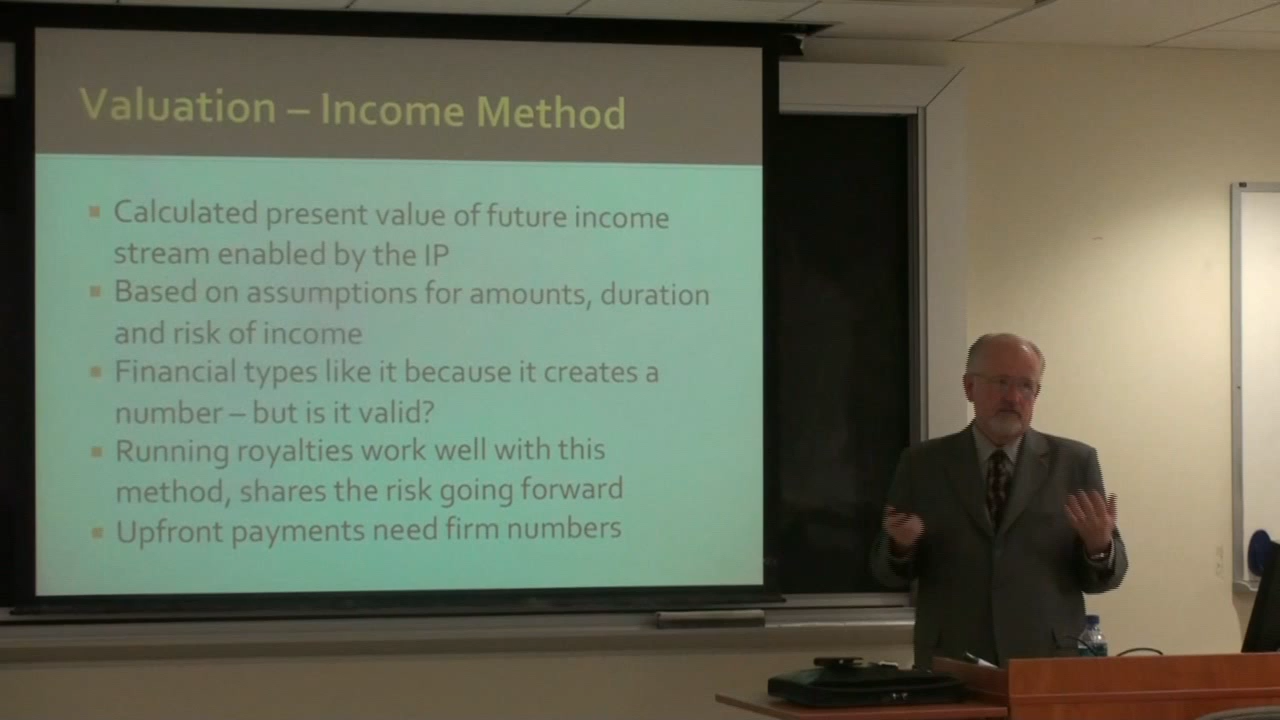 Valuation – Income Method
Calculated present value of future income
stream enabled by the IP
Based on assumptions for amounts, duration
and risk of income
Financial types like it because it creates a
number – but is it valid?
Running royalties work well with this
method, shares the risk going forward
Upfront payments need firm numbers